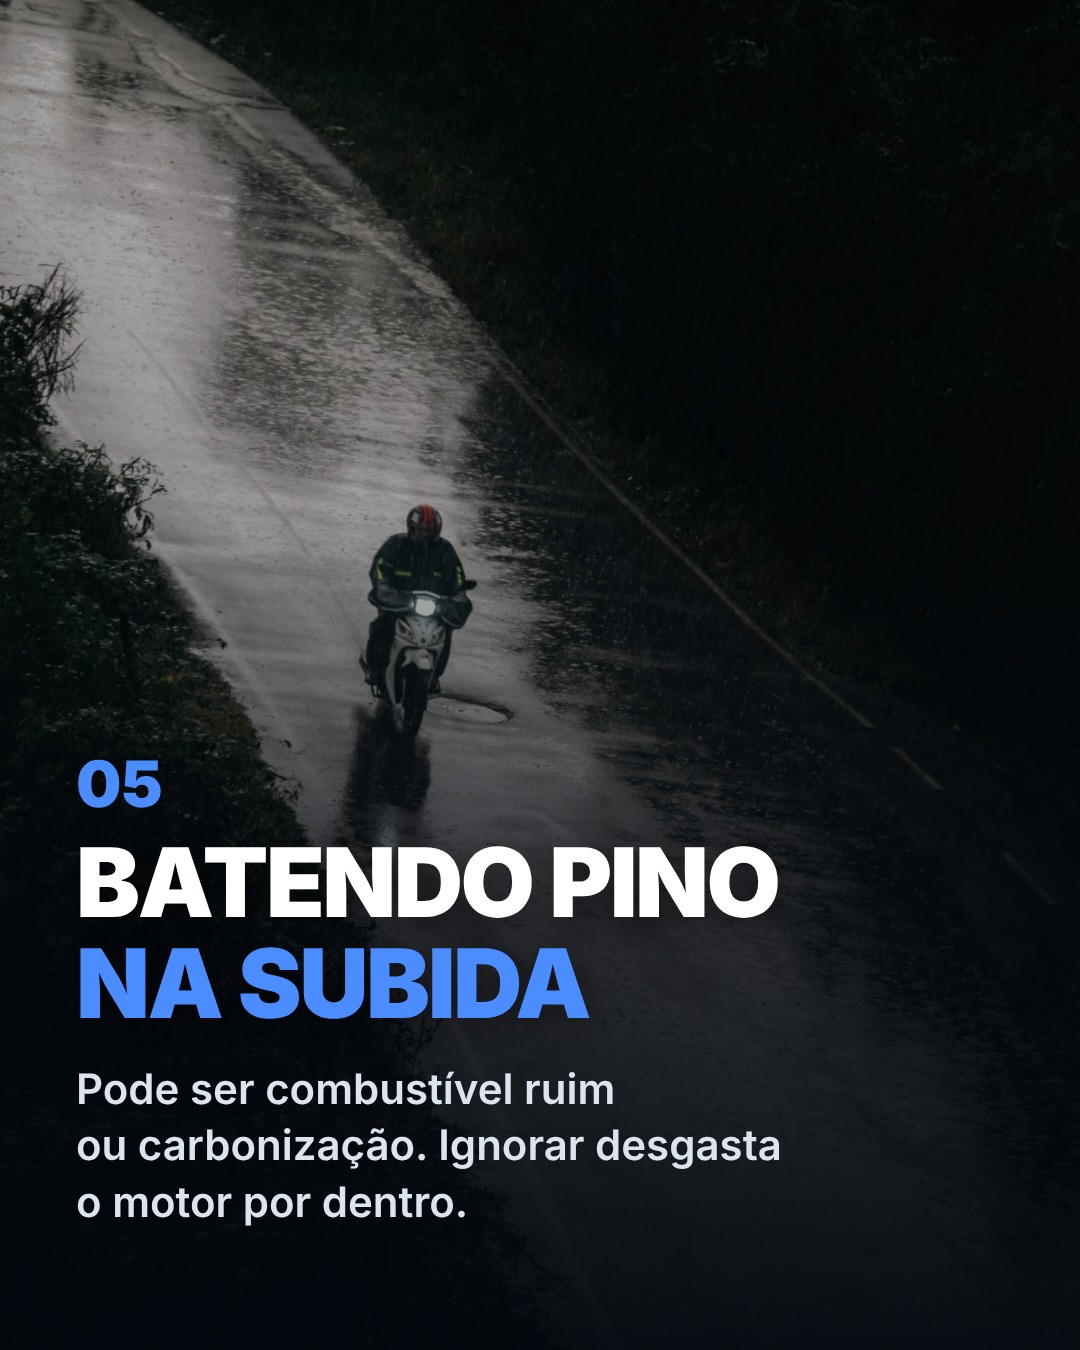 05
BATENDO PINO
NA SUBIDA
Pode ser combustível ruim
ou carbonização. Ignorar desgasta
o motor por dentro.